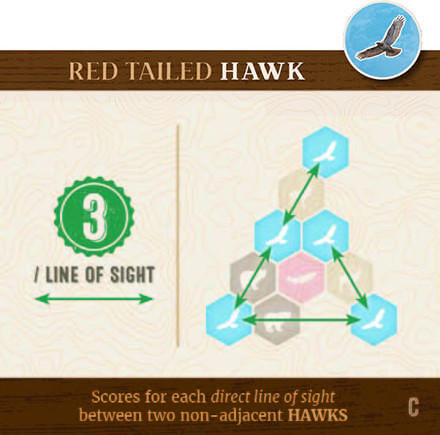 RED TAILED HAWK
3
/ LINE OF SIGHT
Scores for each direct line of sight
between two non-adjacent HAWKS
C